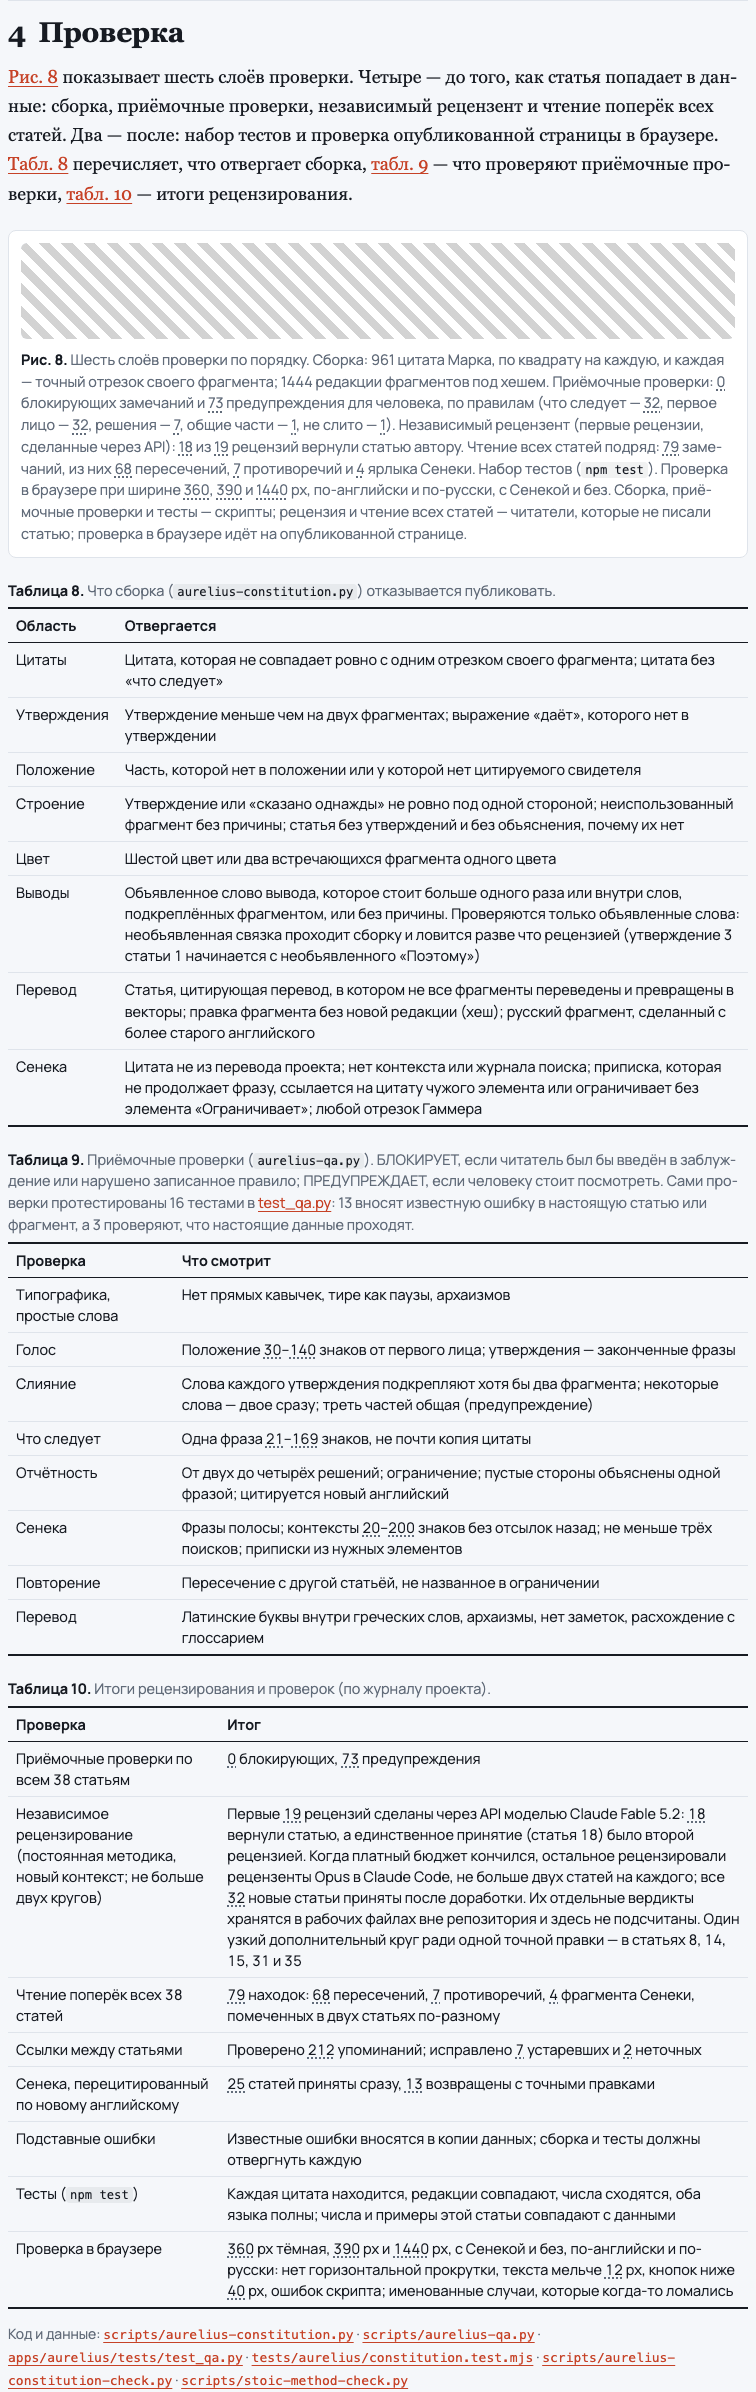 4 Проверка
Рис. 8 показывает шесть слоёв проверки. Четыре — до того, как статья попадает в дан-
ные: сборка, приёмочные проверки, независимый рецензент и чтение поперёк всех
статей. Два — после: набор тестов и проверка опубликованной страницы в браузере.
Табл. 8 перечисляет, что отвергает сборка, табл. 9 — что проверяют приёмочные про-
верки, табл. 10 — итоги рецензирования.
Рис. 8. Шесть слоёв проверки по порядку. Сборка: 961 цитата Марка, по квадрату на каждую, и каждая
— точный отрезок своего фрагмента; 1444 редакции фрагментов под хешем. Приёмочные проверки: 0
блокирующих замечаний и 73 предупреждения для человека, по правилам (что следует — 32, первое
лицо — 32, решения — 7, общие части — 1, не слито — 1). Независимый рецензент (первые рецензии,
сделанные через API): 18 из 19 рецензий вернули статью автору. Чтение всех статей подряд: 79 заме-
чаний, из них 68 пересечений, 7 противоречий и 4 ярлыка Сенеки. Набор тестов ( npm test ). Проверка
в браузере при ширине 360, 390 и 1440 px, по-английски и по-русски, с Сенекой и без. Сборка, приё-
мочные проверки и тесты — скрипты; рецензия и чтение всех статей — читатели, которые не писали
статью; проверка в браузере идёт на опубликованной странице.
Таблица 8. Что сборка ( aurelius-constitution.py ) отказывается публиковать.
Область Отвергается
Цитаты Цитата, которая не совпадает ровно с одним отрезком своего фрагмента; цитата без
«что следует»
Утверждения Утверждение меньше чем на двух фрагментах; выражение «даёт», которого нет в
утверждении
Положение Часть, которой нет в положении или у которой нет цитируемого свидетеля
Строение Утверждение или «сказано однажды» не ровно под одной стороной; неиспользованный
фрагмент без причины; статья без утверждений и без объяснения, почему их нет
Цвет Шестой цвет или два встречающихся фрагмента одного цвета
Выводы Объявленное слово вывода, которое стоит больше одного раза или внутри слов,
подкреплённых фрагментом, или без причины. Проверяются только объявленные слова:
необъявленная связка проходит сборку и ловится разве что рецензией (утверждение 3
статьи 1 начинается с необъявленного «Поэтому»)
Перевод Статья, цитирующая перевод, в котором не все фрагменты переведены и превращены в
векторы; правка фрагмента без новой редакции (хеш); русский фрагмент, сделанный с
более старого английского
Сенека Цитата не из перевода проекта; нет контекста или журнала поиска; приписка, которая
не продолжает фразу, ссылается на цитату чужого элемента или ограничивает без
элемента «Ограничивает»; любой отрезок Гаммера
Таблица 9. Приёмочные проверки ( aurelius-qa.py ). БЛОКИРУЕТ, если читатель был бы введён в заблуж-
дение или нарушено записанное правило; ПРЕДУПРЕЖДАЕТ, если человеку стоит посмотреть. Сами про-
верки протестированы 16 тестами в test_qa.py: 13 вносят известную ошибку в настоящую статью или
фрагмент, а 3 проверяют, что настоящие данные проходят.
Проверка Что смотрит
Типографика, Нет прямых кавычек, тире как паузы, архаизмов
простые слова
Голос Положение 30–140 знаков от первого лица; утверждения — законченные фразы
Слияние Слова каждого утверждения подкрепляют хотя бы два фрагмента; некоторые
слова — двое сразу; треть частей общая (предупреждение)
Что следует Одна фраза 21–169 знаков, не почти копия цитаты
Отчётность От двух до четырёх решений; ограничение; пустые стороны объяснены одной
фразой; цитируется новый английский
Сенека Фразы полосы; контексты 20–200 знаков без отсылок назад; не меньше трёх
поисков; приписки из нужных элементов
Повторение Пересечение с другой статьёй, не названное в ограничении
Перевод Латинские буквы внутри греческих слов, архаизмы, нет заметок, расхождение с
глоссарием
Таблица 10. Итоги рецензирования и проверок (по журналу проекта).
Проверка Итог
Приёмочные проверки по 0 блокирующих, 73 предупреждения
всем 38 статьям
Независимое Первые 19 рецензий сделаны через API моделью Claude Fable 5.2: 18
рецензирование вернули статью, а единственное принятие (статья 18) было второй
(постоянная методика, рецензией. Когда платный бюджет кончился, остальное рецензировали
новый контекст; не больше рецензенты Opus в Claude Code, не больше двух статей на каждого; все
двух кругов) 32 новые статьи приняты после доработки. Их отдельные вердикты
хранятся в рабочих файлах вне репозитория и здесь не подсчитаны. Один
узкий дополнительный круг ради одной точной правки — в статьях 8, 14,
15, 31 и 35
Чтение поперёк всех 38 79 находок: 68 пересечений, 7 противоречий, 4 фрагмента Сенеки,
статей помеченных в двух статьях по-разному
Ссылки между статьями Проверено 212 упоминаний; исправлено 7 устаревших и 2 неточных
Сенека, перецитированный 25 статей приняты сразу, 13 возвращены с точными правками
по новому английскому
Подставные ошибки Известные ошибки вносятся в копии данных; сборка и тесты должны
отвергнуть каждую
Тесты ( npm test ) Каждая цитата находится, редакции совпадают, числа сходятся, оба
языка полны; числа и примеры этой статьи совпадают с данными
Проверка в браузере 360 px тёмная, 390 px и 1440 px, с Сенекой и без, по-английски и по-
русски: нет горизонтальной прокрутки, текста мельче 12 px, кнопок ниже
40 px, ошибок скрипта; именованные случаи, которые когда-то ломались
Код и данные: scripts/aurelius-constitution.py · scripts/aurelius-qa.py ·
apps/aurelius/tests/test_qa.py · tests/aurelius/constitution.test.mjs · scripts/aurelius-
constitution-check.py · scripts/stoic-method-check.py